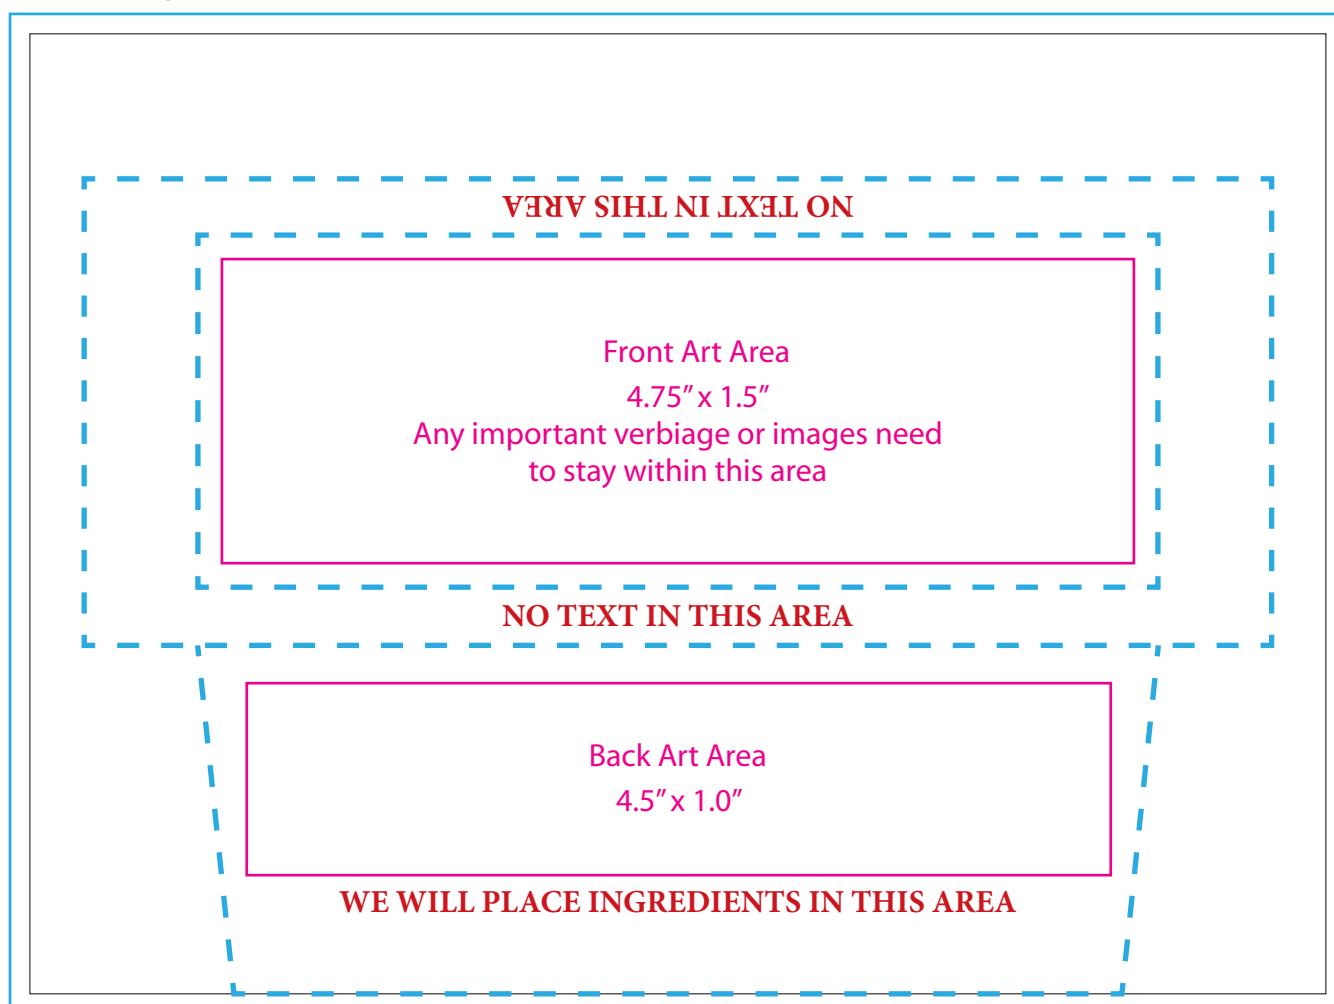 NO TEXT IN THIS AREA
Front Art Area
4.75” x 1.5”
Any important verbiage or images need
to stay within this area
NO TEXT IN THIS AREA
Back Art Area
4.5” x 1.0”
WE WILL PLACE INGREDIENTS IN THIS AREA